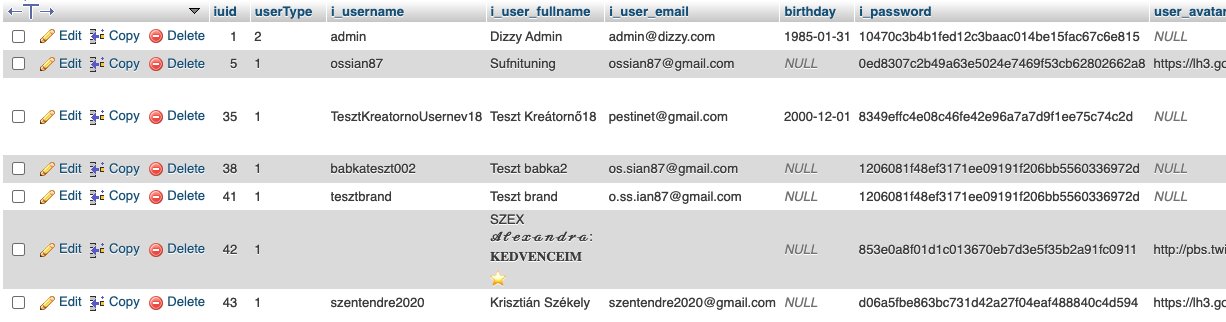 iuid userType i_username i_user_fullname i_user_email birthday i_password user_avatar
Edit Copy Delete 1 2 admin Dizzy Admin admin@dizzy.com 1985-01-31 10470c3b4b1fed12c3baac014be15fac67c6e815 NULL
Edit Copy Delete 5 1 ossian87 Sufnituning ossian87@gmail.com NULL 0ed8307c2b49a63e5024e7469f53cb62802662a8 https://lh3.go
Edit Copy Delete 35 1 TesztKreatornoUsernev18 Teszt Kreátornő18 pestinet@gmail.com 2000-12-01 8349effc4e08c46fe42e96a7a7d9f1ee75c74c2d NULL
Edit Copy Delete 38 1 babkateszt002 Teszt babka2 os.sian87@gmail.com NULL 1206081f48ef3171ee09191f206bb5560336972d NULL
Edit Copy Delete 41 1 tesztbrand Teszt brand o.ss.ian87@gmail.com NULL 1206081f48ef3171ee09191f206bb5560336972d NULL
SZEX
𝓐𝓵𝓮𝔁𝓪𝓷𝓭𝓻𝓪:
Edit Copy Delete 42 1 𝐊𝐄𝐃𝐕𝐄𝐍𝐂𝐄𝐈𝐌 NULL 853e0a8f01d1c013670eb7d3e5f35b2a91fc0911 http://pbs.twi
⭐
Edit Copy Delete 43 1 szentendre2020 Krisztián Székely szentendre2020@gmail.com NULL d06a5fbe863bc731d42a27f04eaf488840c4d594 https://lh3.go